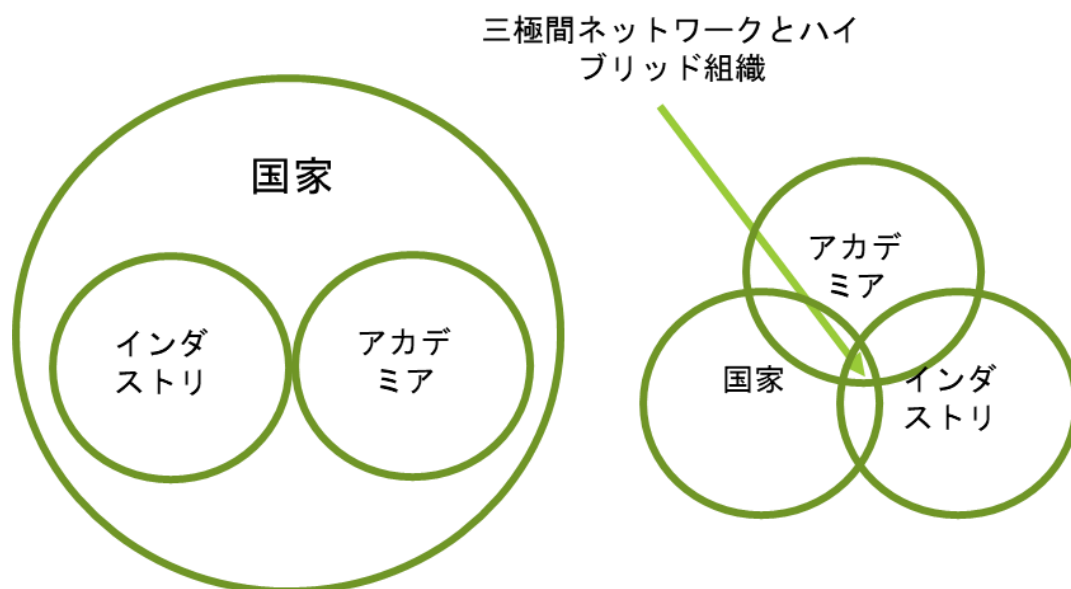 三極間ネットワークとハイ
ブリッド組織
国家
インダ
ストリ
アカデ
ミア
アカデ
ミア
国家
インダ
ストリ